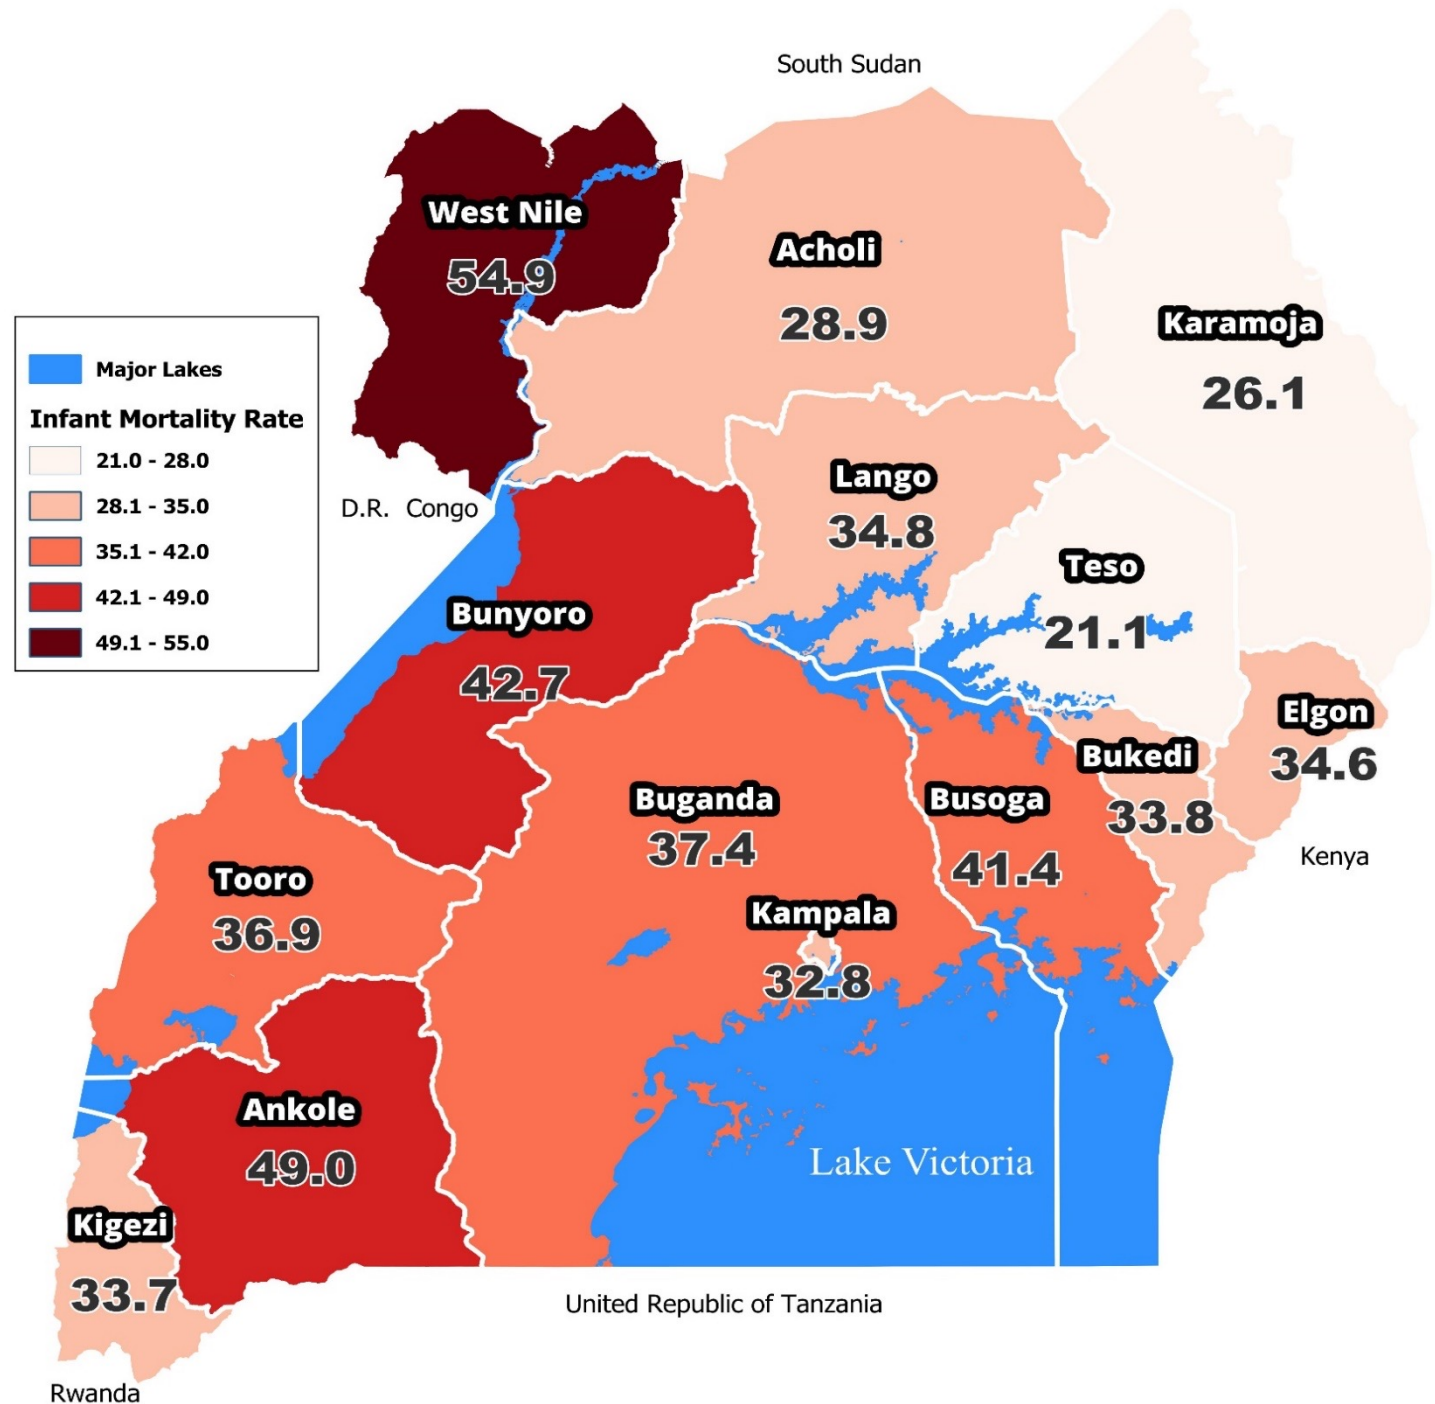 South Sudan
West Nile
54.9
Acholi
28.9
Karamoja
26.1
Major Lakes
Infant Mortality Rate
21.0 - 28.0
28.1 - 35.0
35.1 - 42.0
42.1 - 49.0
49.1 - 55.0
D.R. Congo
Lango
34.8
Teso
21.1
Bunyoro
42.7
Elgon
34.6
Bukedi
33.8
Buganda
37.4
Busoga
41.4
Kenya
Tooro
36.9
Kampala
32.8
Ankole
49.0
Lake Victoria
Kigezi
33.7
United Republic of Tanzania
Rwanda